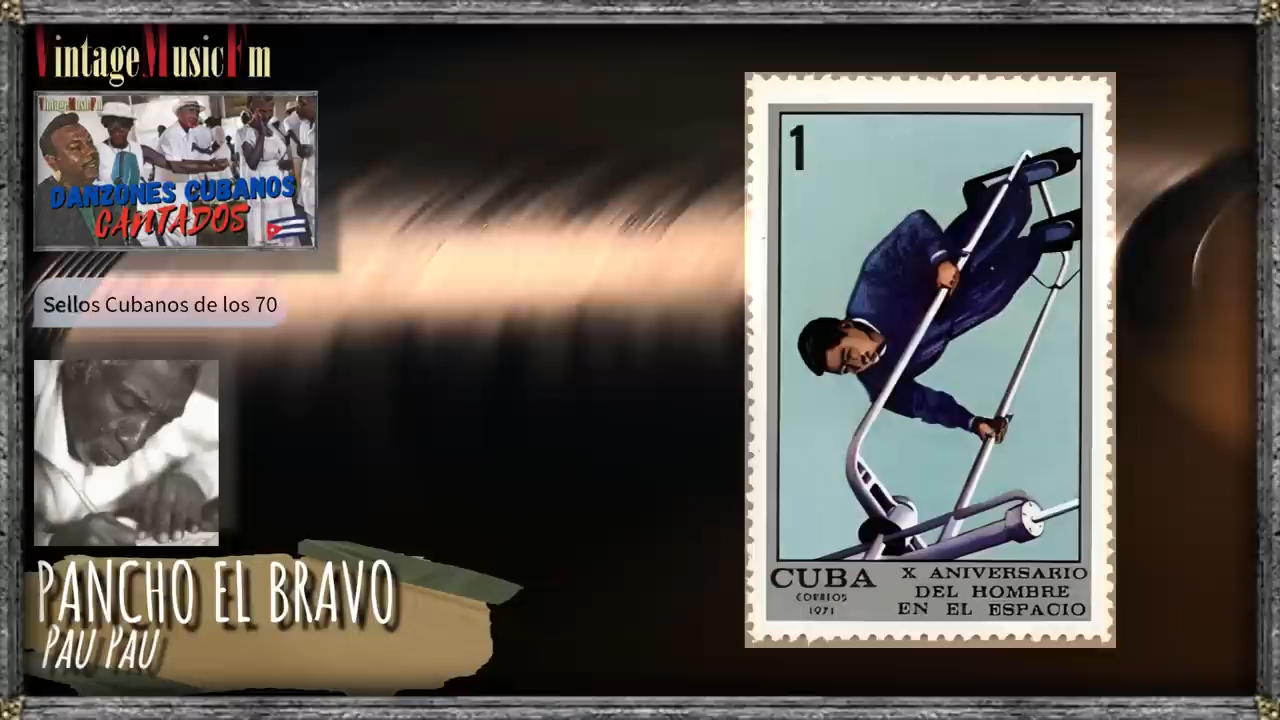 VintageMusicFm
VintageMusicFm
DANZONES CUBANOS
CANTADOS
Sellos Cubanos de los 70
PANCHO EL BRAVO
PAU PAU
1
CUBA
CORREOS
1971
X ANIVERSARIO
DEL HOMBRE
EN EL ESPACIO